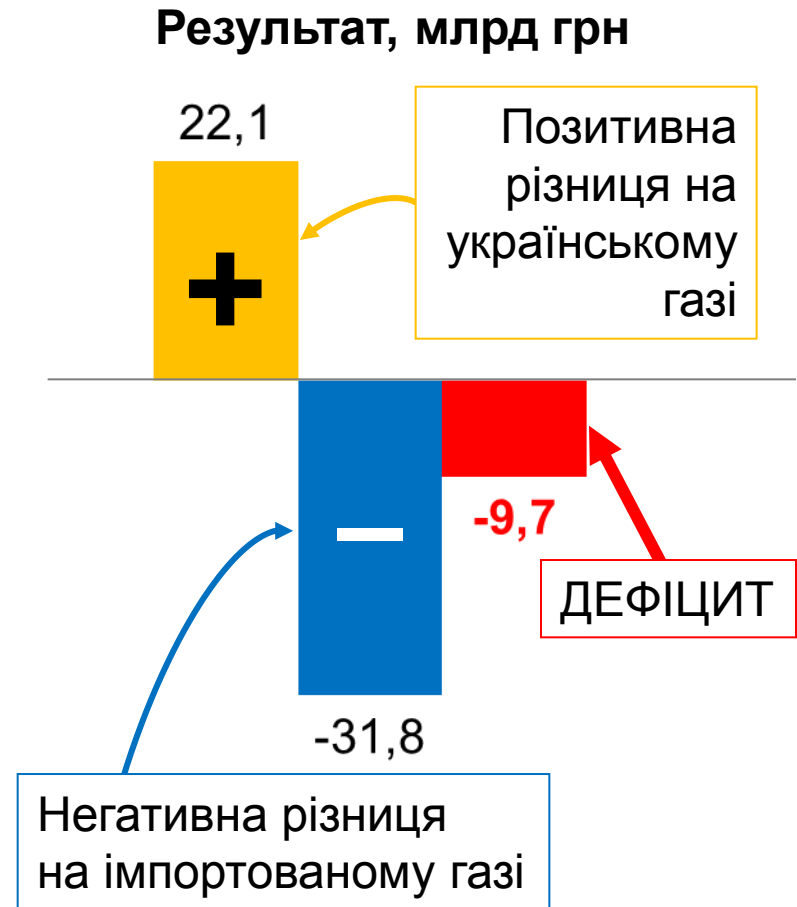 Результат, млрд грн
22,1
Позитивна
різниця на
українському
газі
+
–
-9,7
ДЕФІЦИТ
-31,8
Негативна різниця
на імпортованому газі